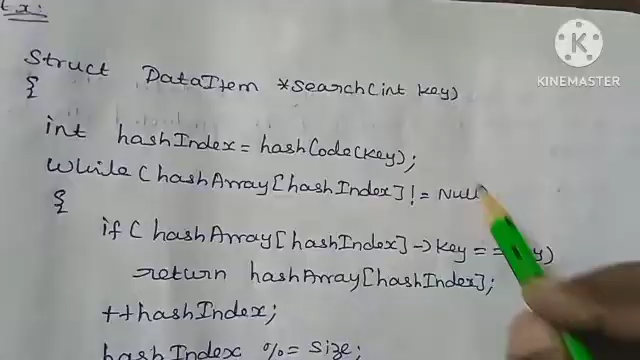 Ex:
Struct DataItem *Search(int key)
{
int hashIndex = hashCode(key);
while (hashArray[hashIndex] != Null
{
if (hashArray[hashIndex] -> key ==
return hashArray[hashIndex];
++hashIndex;
hashIndex %= size;
KINEMASTER